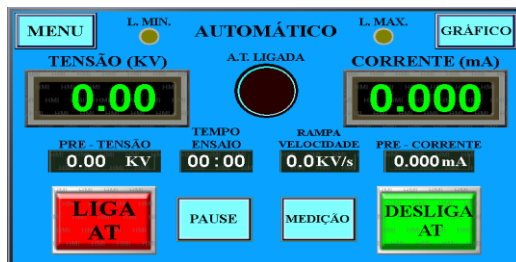 MENU
L. MIN.
AUTOMÁTICO
L. MAX.
GRÁFICO
TENSÃO (KV)
A.T. LIGADA
CORRENTE (mA)
0.00
0.000
PRE - TENSÃO
TEMPO
ENSAIO
RAMPA
VELOCIDADE
PRE - CORRENTE
0.00 KV
00:00
0.0 KV/s
0.000 mA
LIGA
AT
PAUSE
MEDIÇÃO
DESLIGA
AT